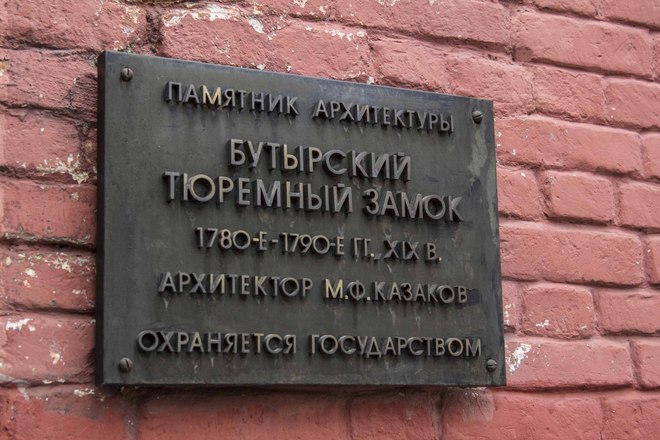 ПАМЯТНИК АРХИТЕКТУРЫ
БУТЫРСКИЙ
ТЮРЕМНЫЙ ЗАМОК
1780-Е-1790-Е ГГ., XIX В.
АРХИТЕКТОР М.Ф.КАЗАКОВ
ОХРАНЯЕТСЯ ГОСУДАРСТВОМ